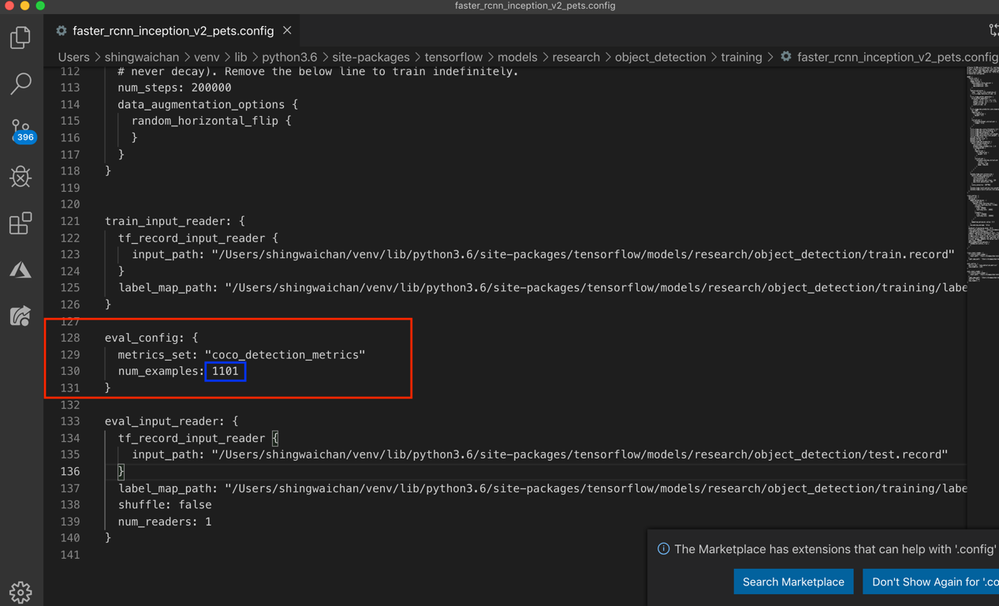 faster_rcnn_inception_v2_pets.config
faster_rcnn_inception_v2_pets.config
Users > shingwaichan > venv > lib > python3.6 > site-packages > tensorflow > models > research > object_detection > training > faster_rcnn_inception_v2_pets.config
396
112 # never decay). Remove the below line to train indefinitely.
113 num_steps: 200000
114 data_augmentation_options {
115 random_horizontal_flip {
116 }
117 }
118 }
119
120
121 train_input_reader: {
122 tf_record_input_reader {
123 input_path: "/Users/shingwaichan/venv/lib/python3.6/site-packages/tensorflow/models/research/object_detection/train.record"
124 }
125 label_map_path: "/Users/shingwaichan/venv/lib/python3.6/site-packages/tensorflow/models/research/object_detection/training/labe
126 }
127
128 eval_config: {
129 metrics_set: "coco_detection_metrics"
130 num_examples: 1101
131 }
132
133 eval_input_reader: {
134 tf_record_input_reader {
135 input_path: "/Users/shingwaichan/venv/lib/python3.6/site-packages/tensorflow/models/research/object_detection/test.record"
136 }
137 label_map_path: "/Users/shingwaichan/venv/lib/python3.6/site-packages/tensorflow/models/research/object_detection/training/labe
138 shuffle: false
139 num_readers: 1
140 }
141
The Marketplace has extensions that can help with '.config'
Search Marketplace
Don't Show Again for '.co